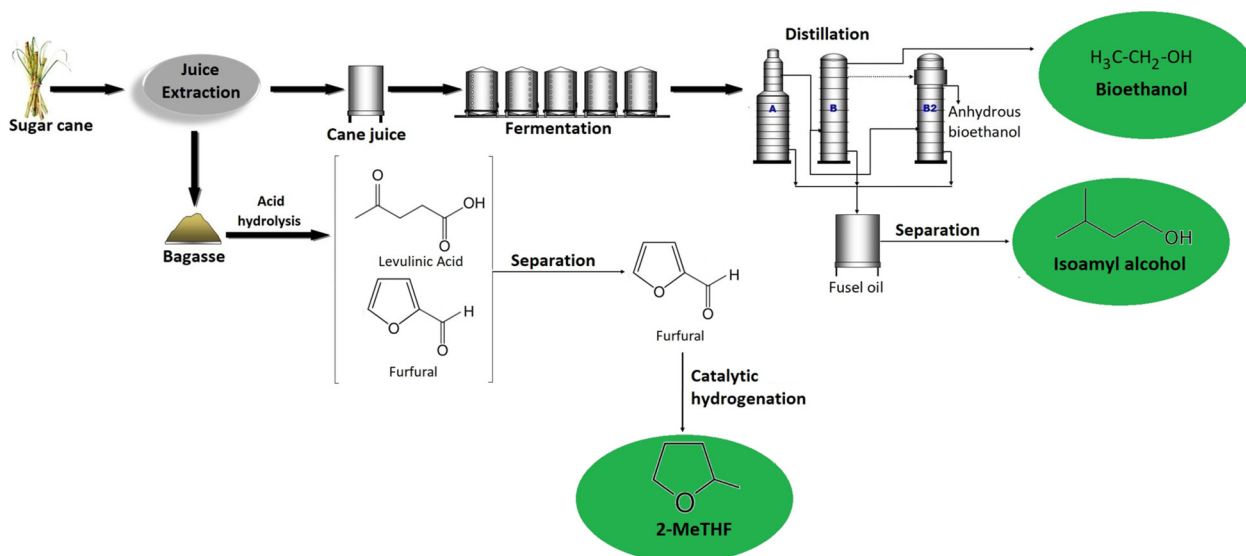 Sugar cane
Juice
Extraction
Cane juice
Fermentation
Distillation
A
B
B2
Anhydrous
bioethanol
H3C-CH2-OH
Bioethanol
Bagasse
Acid
hydrolysis
O
OH
O
Levulinic Acid
O
H
O
Furfural
Separation
O
H
O
Furfural
Fusel oil
Separation
OH
Isoamyl alcohol
Catalytic
hydrogenation
O
2-MeTHF